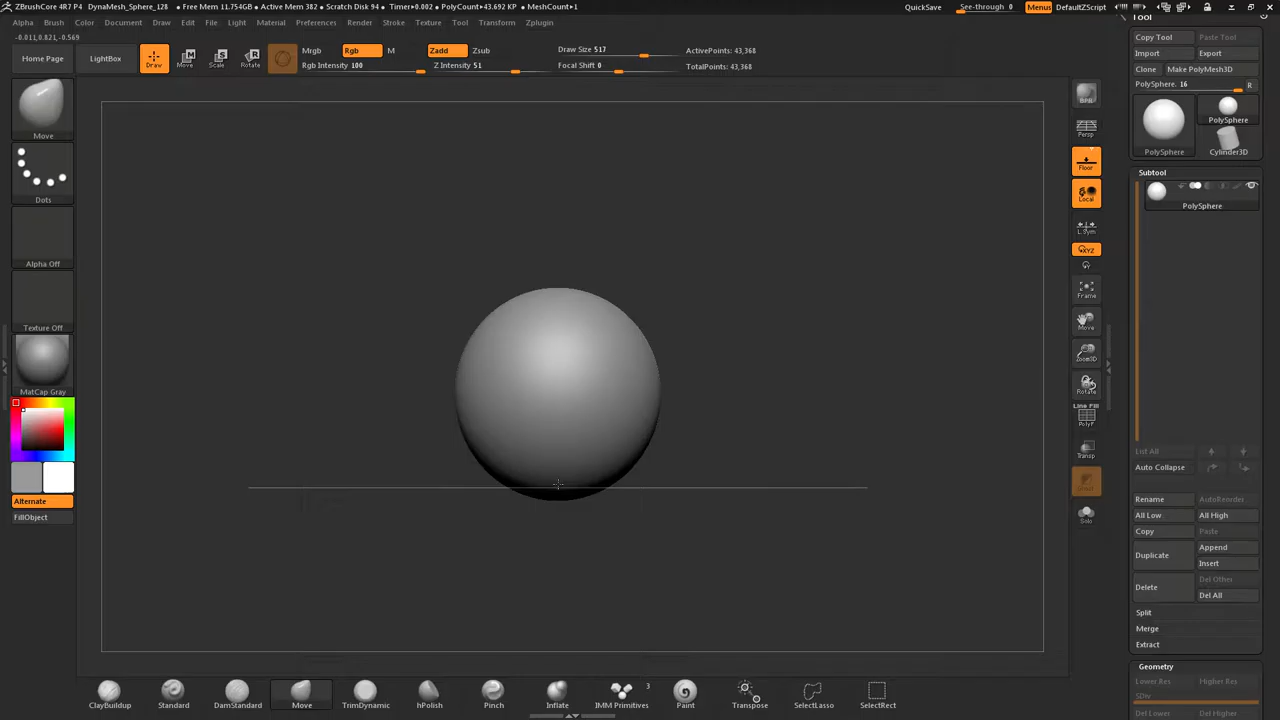 ZBrushCore 4R7 P4   DynaMesh_Sphere_128   • Free Mem 11.754GB • Active Mem 382 • Scratch Disk 94 • Timer▸0.002 • PolyCount▸43.692 KP  • MeshCount▸1
QuickSave
See-through 0
Menus
DefaultZScript
Alpha Brush Color Document Draw Edit File Light Material Preferences Render Stroke Texture Tool Transform Zplugin
-0.011,0.821,-0.569
Home Page
LightBox
Draw
Move
Scale
Rotate
Mrgb Rgb M
Rgb Intensity 100
Zadd Zsub
Z Intensity 51
Draw Size 517
Focal Shift 0
ActivePoints: 43,368
TotalPoints: 43,368
Move
Dots
Alpha Off
Texture Off
MatCap Gray
Alternate
FillObject
BPR
Persp
Floor
Local
L.Sym
XYZ
Frame
Move
Zoom3D
Rotate
Line Fill
PolyF
Transp
Solo
Tool
Copy Tool Paste Tool
Import Export
Clone Make PolyMesh3D
PolySphere. 16 R
PolySphere
PolySphere
Cylinder3D
Subtool
PolySphere
List All
Auto Collapse
Rename AutoReorder
All Low All High
Copy Paste
Duplicate
Append
Insert
Delete
Del Other
Del All
Split
Merge
Extract
Geometry
Lower Res Higher Res
SDiv
Del Lower Del Higher
ClayBuildup Standard DamStandard Move TrimDynamic hPolish Pinch Inflate IMM Primitives 3 Paint Transpose SelectLasso SelectRect